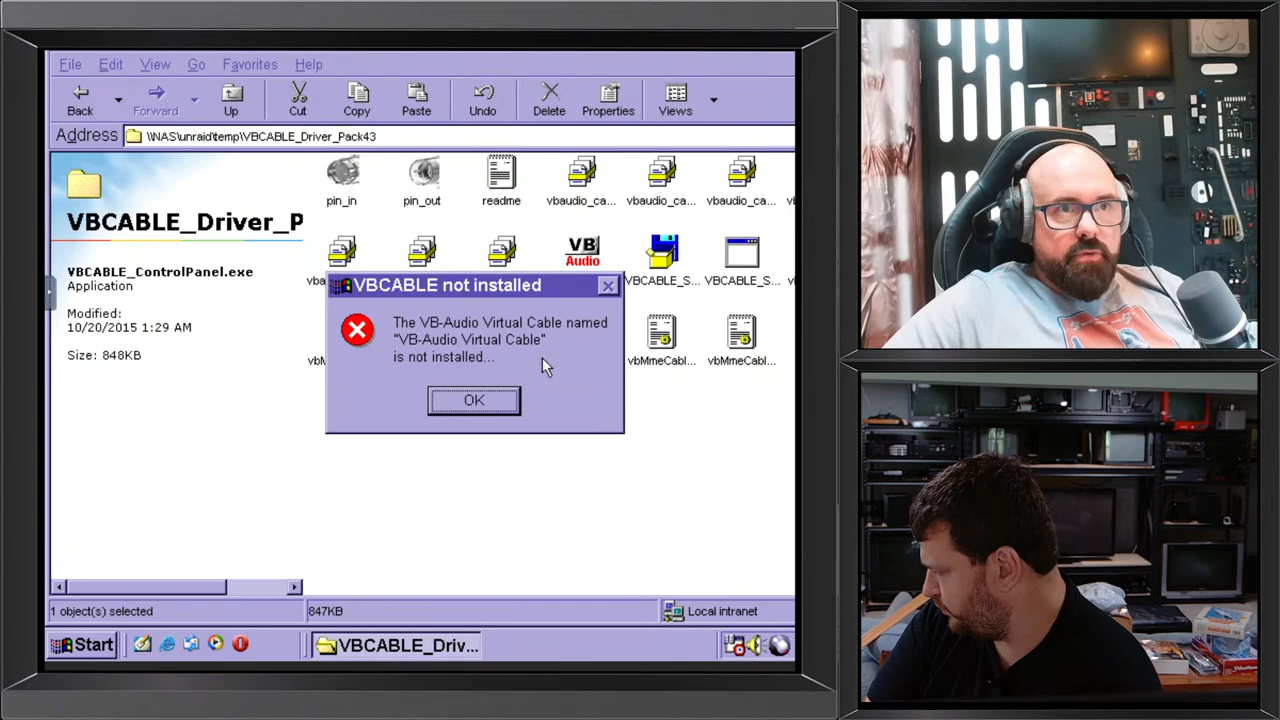 File Edit View Go Favorites Help
Back Forward Up Cut Copy Paste Undo Delete Properties Views
Address \\NAS\unraid\temp\VBCABLE_Driver_Pack43
VBCABLE_Driver_P
VBCABLE_ControlPanel.exe
Application
Modified:
10/20/2015 1:29 AM
Size: 848KB
pin_in pin_out readme vbaudio_ca... vbaudio_ca... vbaudio_ca...
VB
Audio
VBCABLE_S... VBCABLE_S...
vbMmeCabl... vbMmeCabl...
VBCABLE not installed
The VB-Audio Virtual Cable named
"VB-Audio Virtual Cable"
is not installed...
OK
1 object(s) selected 847KB Local intranet
Start VBCABLE_Driv...